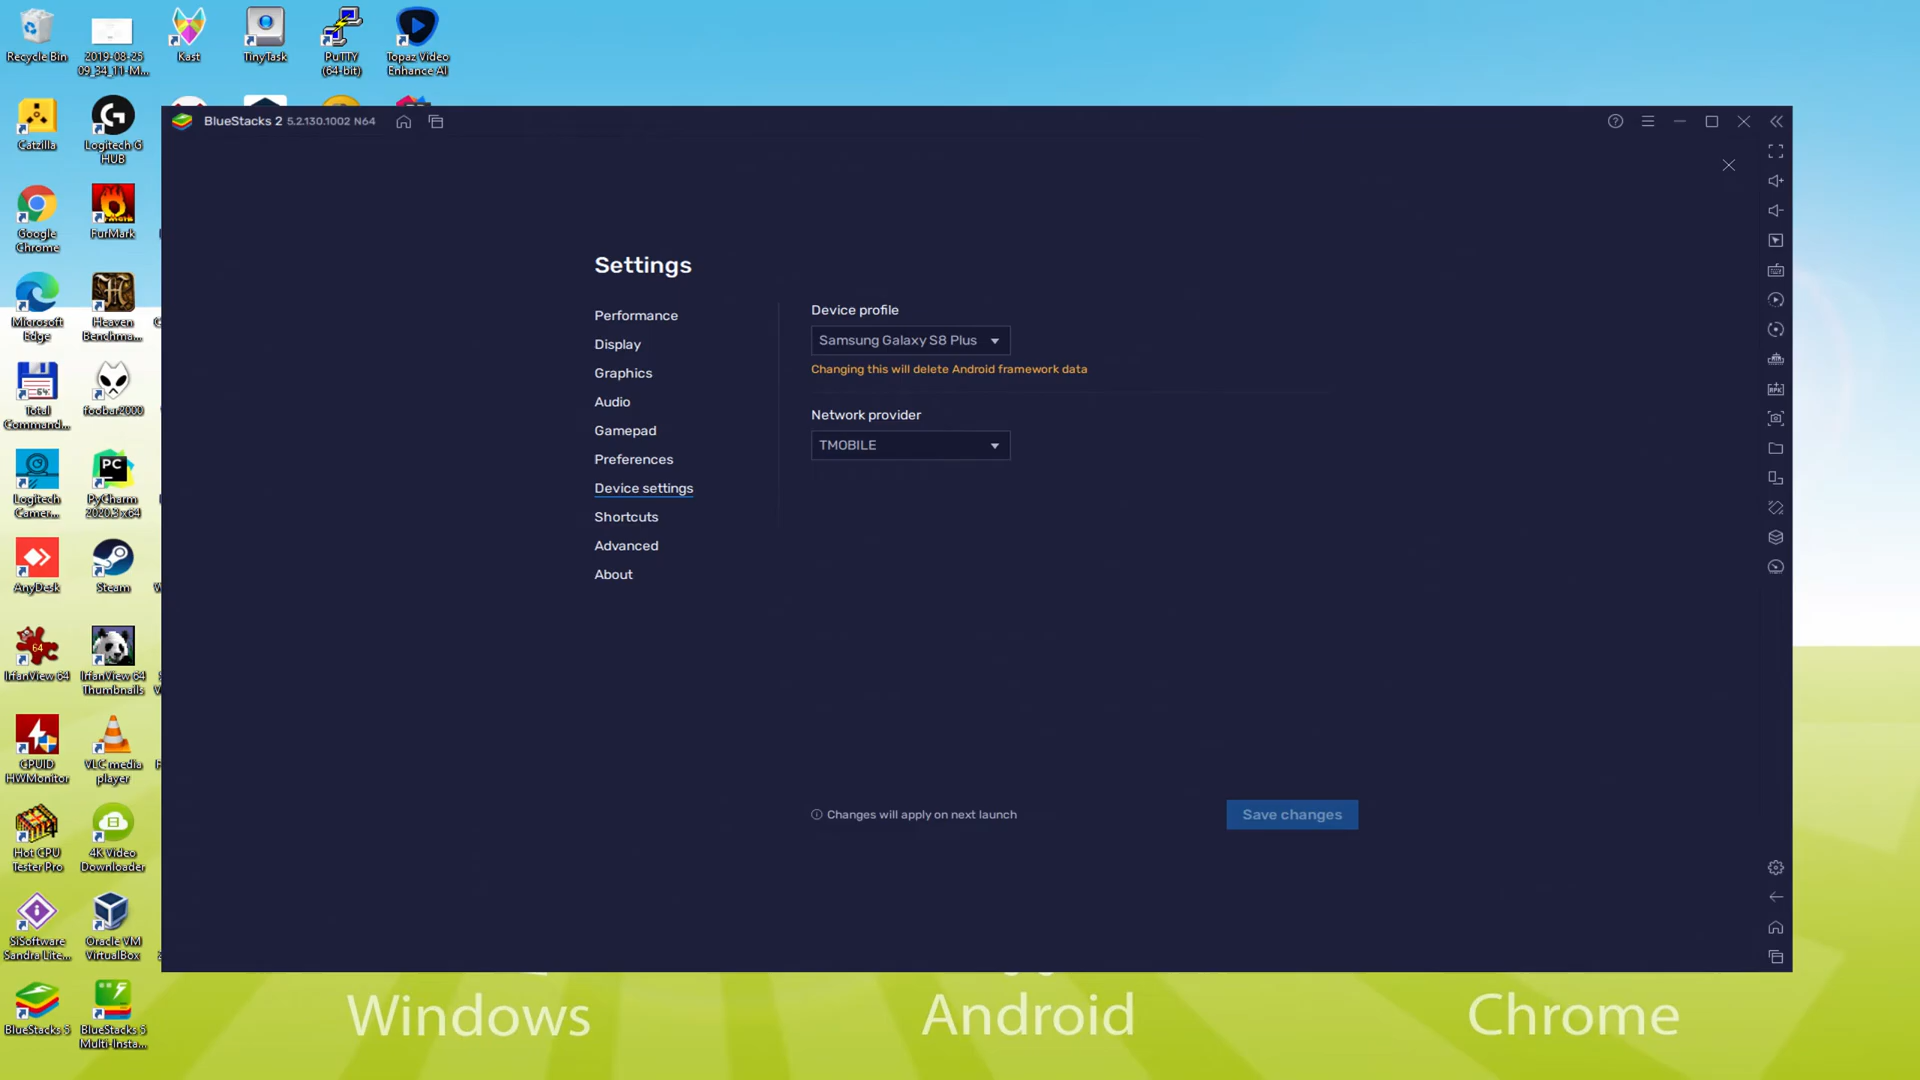 Recycle Bin
2019-08-25
09_34_11-M...
Kast
TinyTask
PuTTY
(64-bit)
Topaz Video
Enhance AI
Catzilla
Logitech G
HUB
Google
Chrome
FurMark
Microsoft
Edge
Heaven
Benchma...
Total
Command...
foobar2000
Logitech
Camer...
PyCharm
2020.3 x64
AnyDesk
Steam
IrfanView 64
IrfanView 64
Thumbnails
CPUID
HWMonitor
VLC media
player
Hot CPU
Tester Pro
4K Video
Downloader
SiSoftware
Sandra Lite...
Oracle VM
VirtualBox
BlueStacks 5
BlueStacks 5
Multi-Insta...
BlueStacks 2 5.2.130.1002 N64
Settings
Performance
Display
Graphics
Audio
Gamepad
Preferences
Device settings
Shortcuts
Advanced
About
Device profile
Samsung Galaxy S8 Plus
Changing this will delete Android framework data
Network provider
TMOBILE
Changes will apply on next launch
Save changes
Windows
Android
Chrome